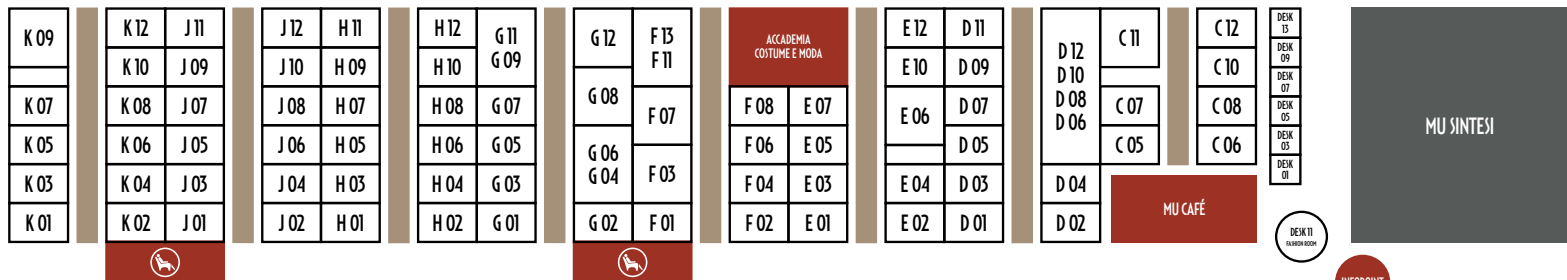 K 09
K 07
K 05
K 03
K 01
K 12 J 11
K 10 J 09
K 08 J 07
K 06 J 05
K 04 J 03
K 02 J 01
J 12 H 11
J 10 H 09
J 08 H 07
J 06 H 05
J 04 H 03
J 02 H 01
H 12
H 10
H 08
H 06
H 04
H 02
G 11
G 09
G 07
G 05
G 03
G 01
G 12
G 08
G 06
G 04
G 02
F 13
F 11
F 07
F 03
F 01
ACCADEMIA
COSTUME E MODA
F 08 E 07
F 06 E 05
F 04 E 03
F 02 E 01
E 12
E 10
E 06
E 04
E 02
D 11
D 09
D 07
D 05
D 03
D 01
D 12
D 10
D 08
D 06
D 04
D 02
C 11
C 07
C 05
MU CAFÉ
C 12
C 10
C 08
C 06
DESK
13
DESK
09
DESK
07
DESK
05
DESK
03
DESK
01
DESK 11
FASHION ROOM
MU SINTESI
INFOPOINT